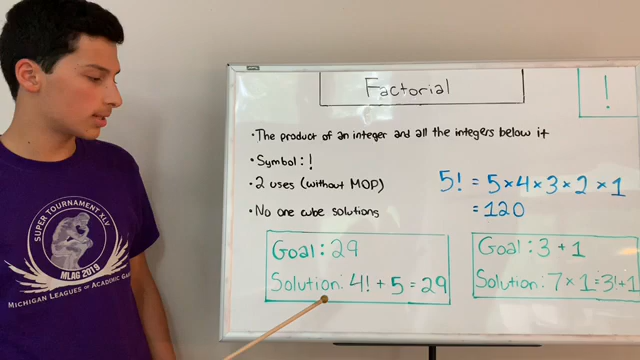 Factorial
!
• The product of an integer and all the integers below it
• Symbol: !
• 2 uses (without MOP)
• No one cube solutions
5! = 5 × 4 × 3 × 2 × 1
= 120
Goal: 29
Solution: 4! + 5 = 29
Goal: 3 + 1
Solution: 7 × 1 = 3! + 1
SUPER TOURNAMENT XLV
MLAG 2019
MICHIGAN LEAGUES OF ACADEMIC GA